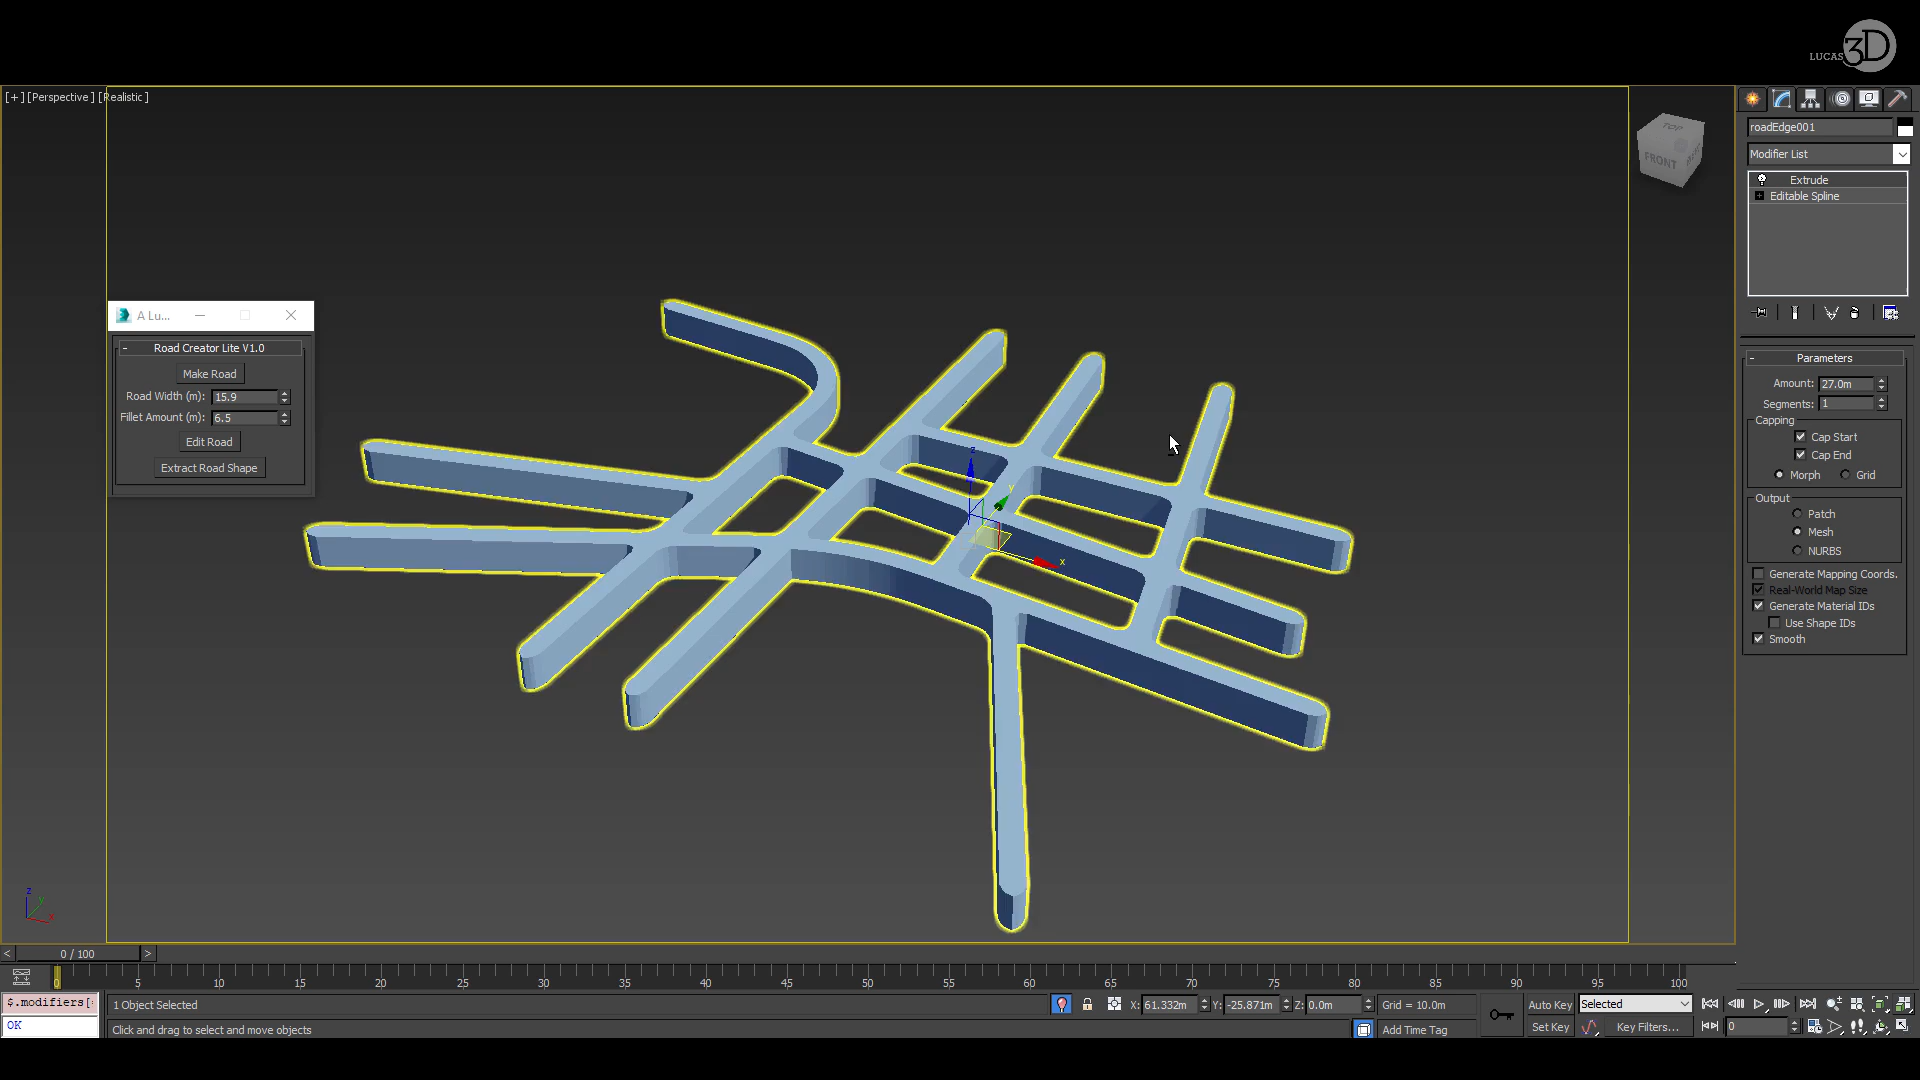 LUCAS 3D
[+] [Perspective ] [Realistic ]
TOP
FRONT
roadEdge001
Modifier List
Extrude
Editable Spline
A Lu...
Road Creator Lite V1.0
Make Road
Road Width (m): 15.9
Fillet Amount (m): 6.5
Edit Road
Extract Road Shape
Parameters
Amount: 27.0m
Segments: 1
Capping
Cap Start
Cap End
Morph Grid
Output
Patch
Mesh
NURBS
Generate Mapping Coords.
Real-World Map Size
Generate Material IDs
Use Shape IDs
Smooth
z
y
x
z
y
x
< 0 / 100 >
0 5 10 15 20 25 30 35 40 45 50 55 60 65 70 75 80 85 90 95 100
$.modifiers[
1 Object Selected
X: 61.332m Y: -25.871m Z: 0.0m
Grid = 10.0m
Auto Key
Selected
OK
Click and drag to select and move objects
Add Time Tag
Set Key
Key Filters...
0